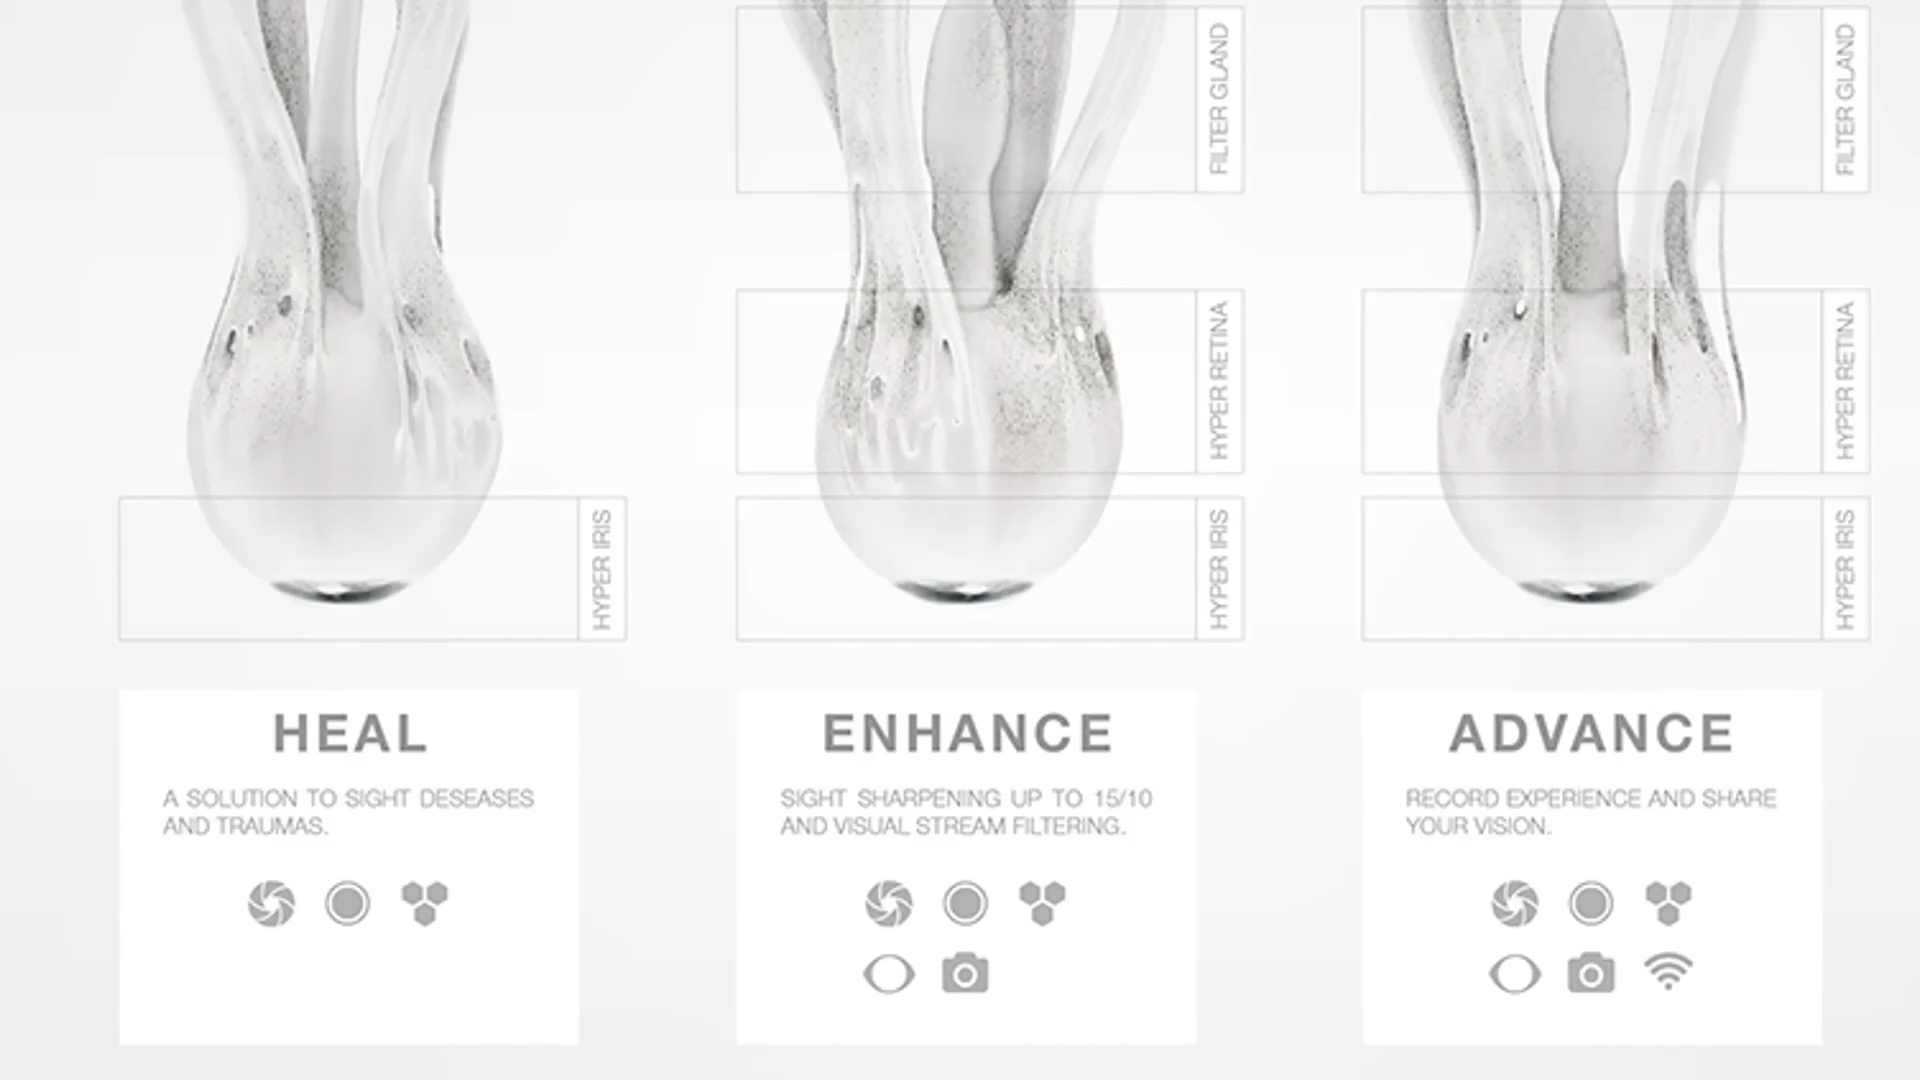 FILTER GLAND
FILTER GLAND
HYPER RETINA
HYPER RETINA
HYPER IRIS
HYPER IRIS
HYPER IRIS
HEAL
A SOLUTION TO SIGHT DESEASES
AND TRAUMAS.
ENHANCE
SIGHT SHARPENING UP TO 15/10
AND VISUAL STREAM FILTERING.
ADVANCE
RECORD EXPERIENCE AND SHARE
YOUR VISION.